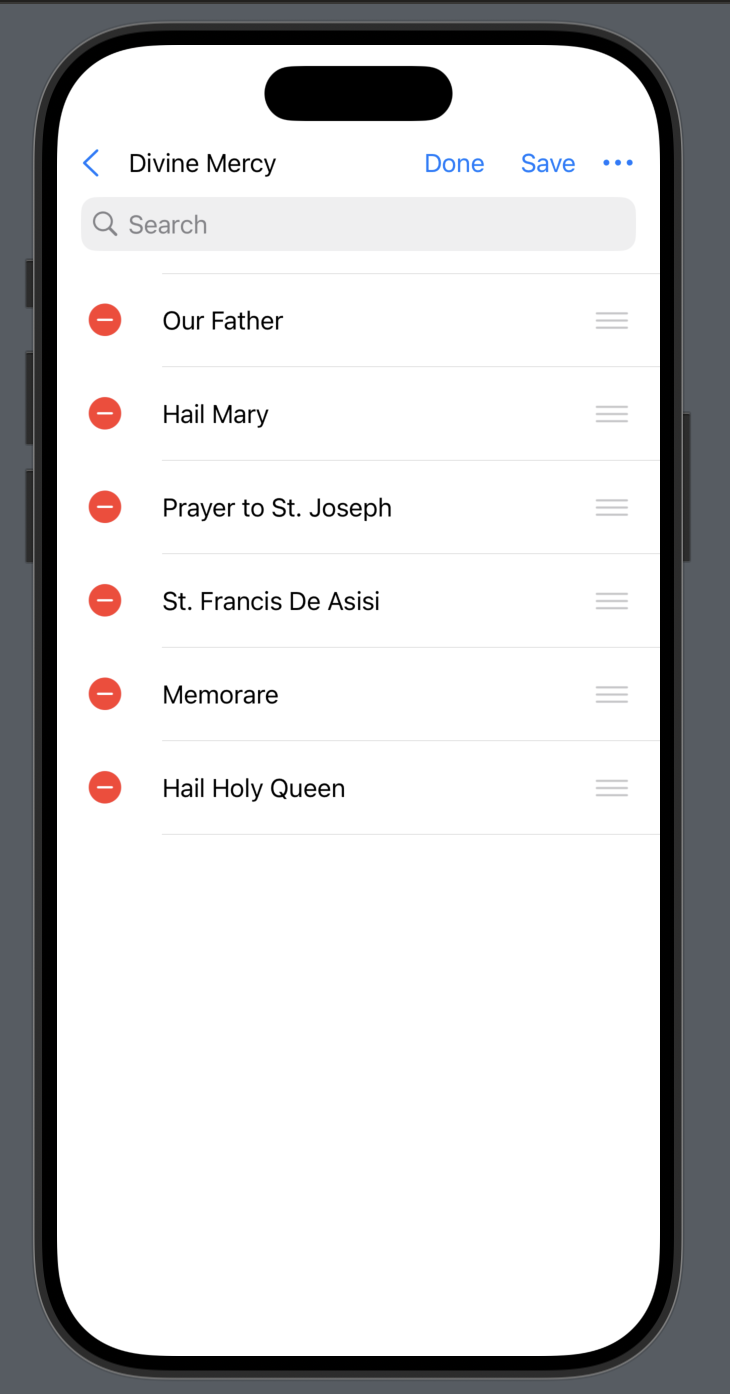 Divine Mercy Done Save
Search
Our Father
Hail Mary
Prayer to St. Joseph
St. Francis De Asisi
Memorare
Hail Holy Queen